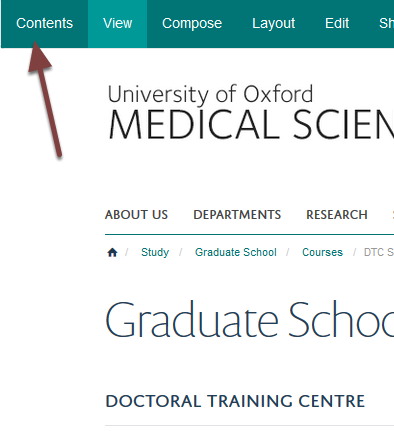 Contents View Compose Layout Edit Sh
University of Oxford
MEDICAL SCIEN
ABOUT US DEPARTMENTS RESEARCH
/ Study / Graduate School / Courses / DTC S
Graduate Schoo
DOCTORAL TRAINING CENTRE